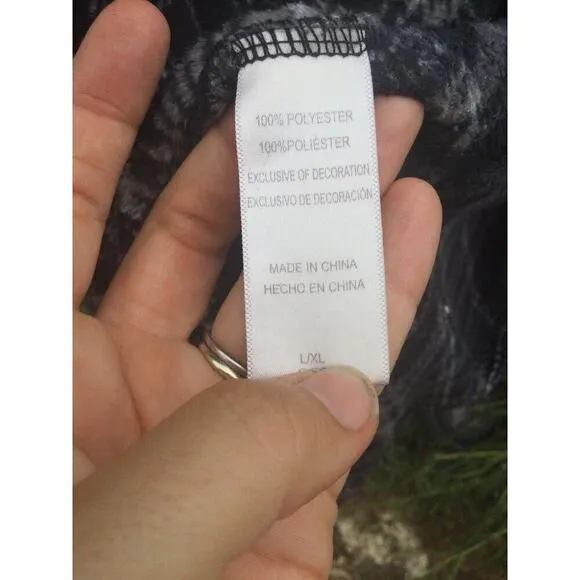 100% POLYESTER
100%POLIÉSTER
EXCLUSIVE OF DECORATION
EXCLUSIVO DE DECORACIÓN
MADE IN CHINA
HECHO EN CHINA
L/XL